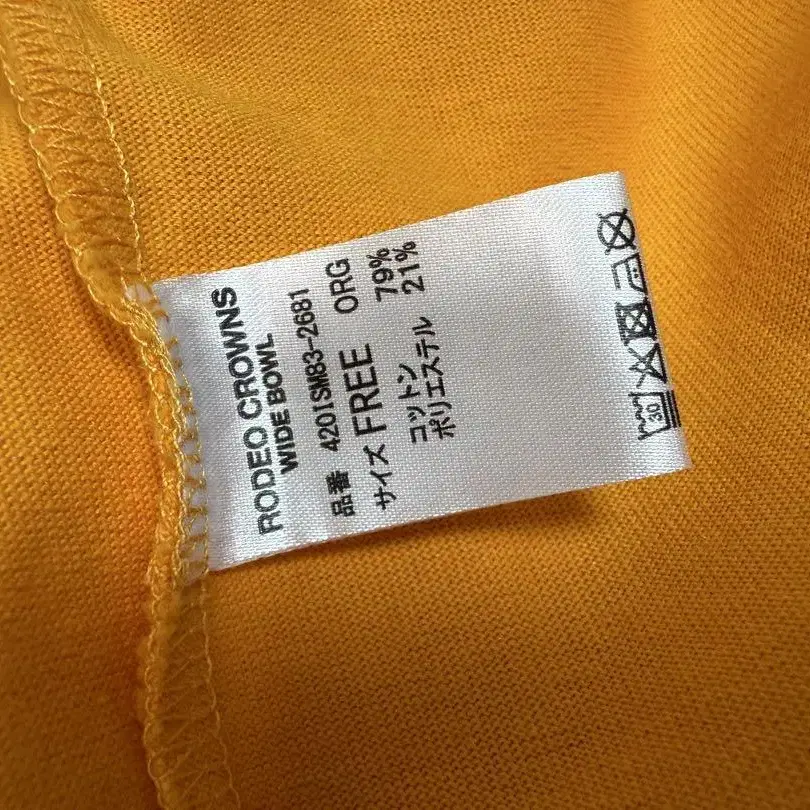 RODEO CROWNS
WIDE BOWL
品番 420ISM83-2681
サイズ FREE ORG
コットン 79%
ポリエステル 21%
30